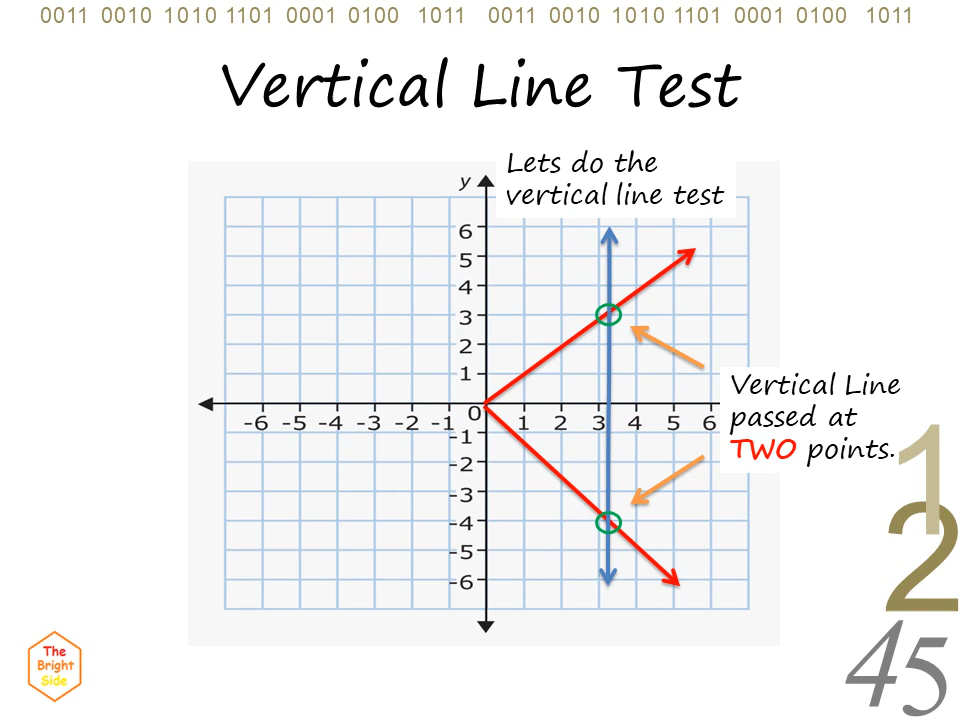 0011 0010 1010 1101 0001 0100 1011 0011 0010 1010 1101 0001 0100 1011
Vertical Line Test
Lets do the
vertical line test
y
6
5
4
3
2
1
-6 -5 -4 -3 -2 -1 0 1 2 3 4 5 6
-1
-2
-3
-4
-5
-6
Vertical Line
passed at
TWO points.
1
2
45
The
Bright
Side